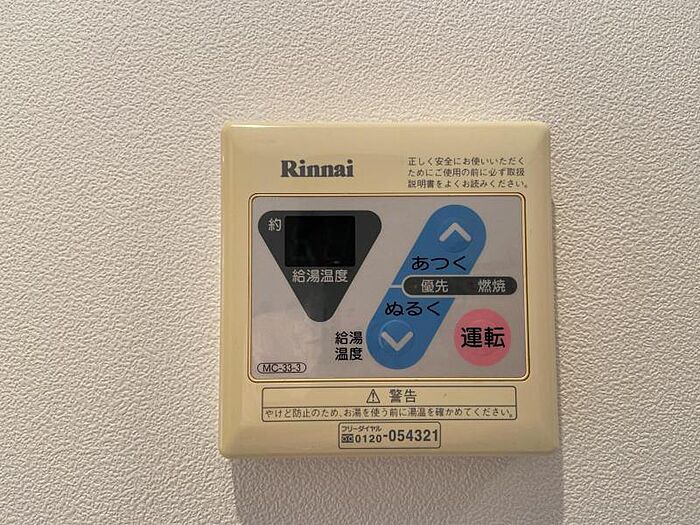 Rinnai
正しく安全にお使いいただく
ためにご使用の前に必ず取扱
説明書をよくお読みください。
約
給湯温度
あつく
優先 燃焼
ぬるく
給湯
温度
運転
MC-33-3
⚠ 警告
やけど防止のため、お湯を使う前に湯温を確かめてください。
フリーダイヤル
0120-054321